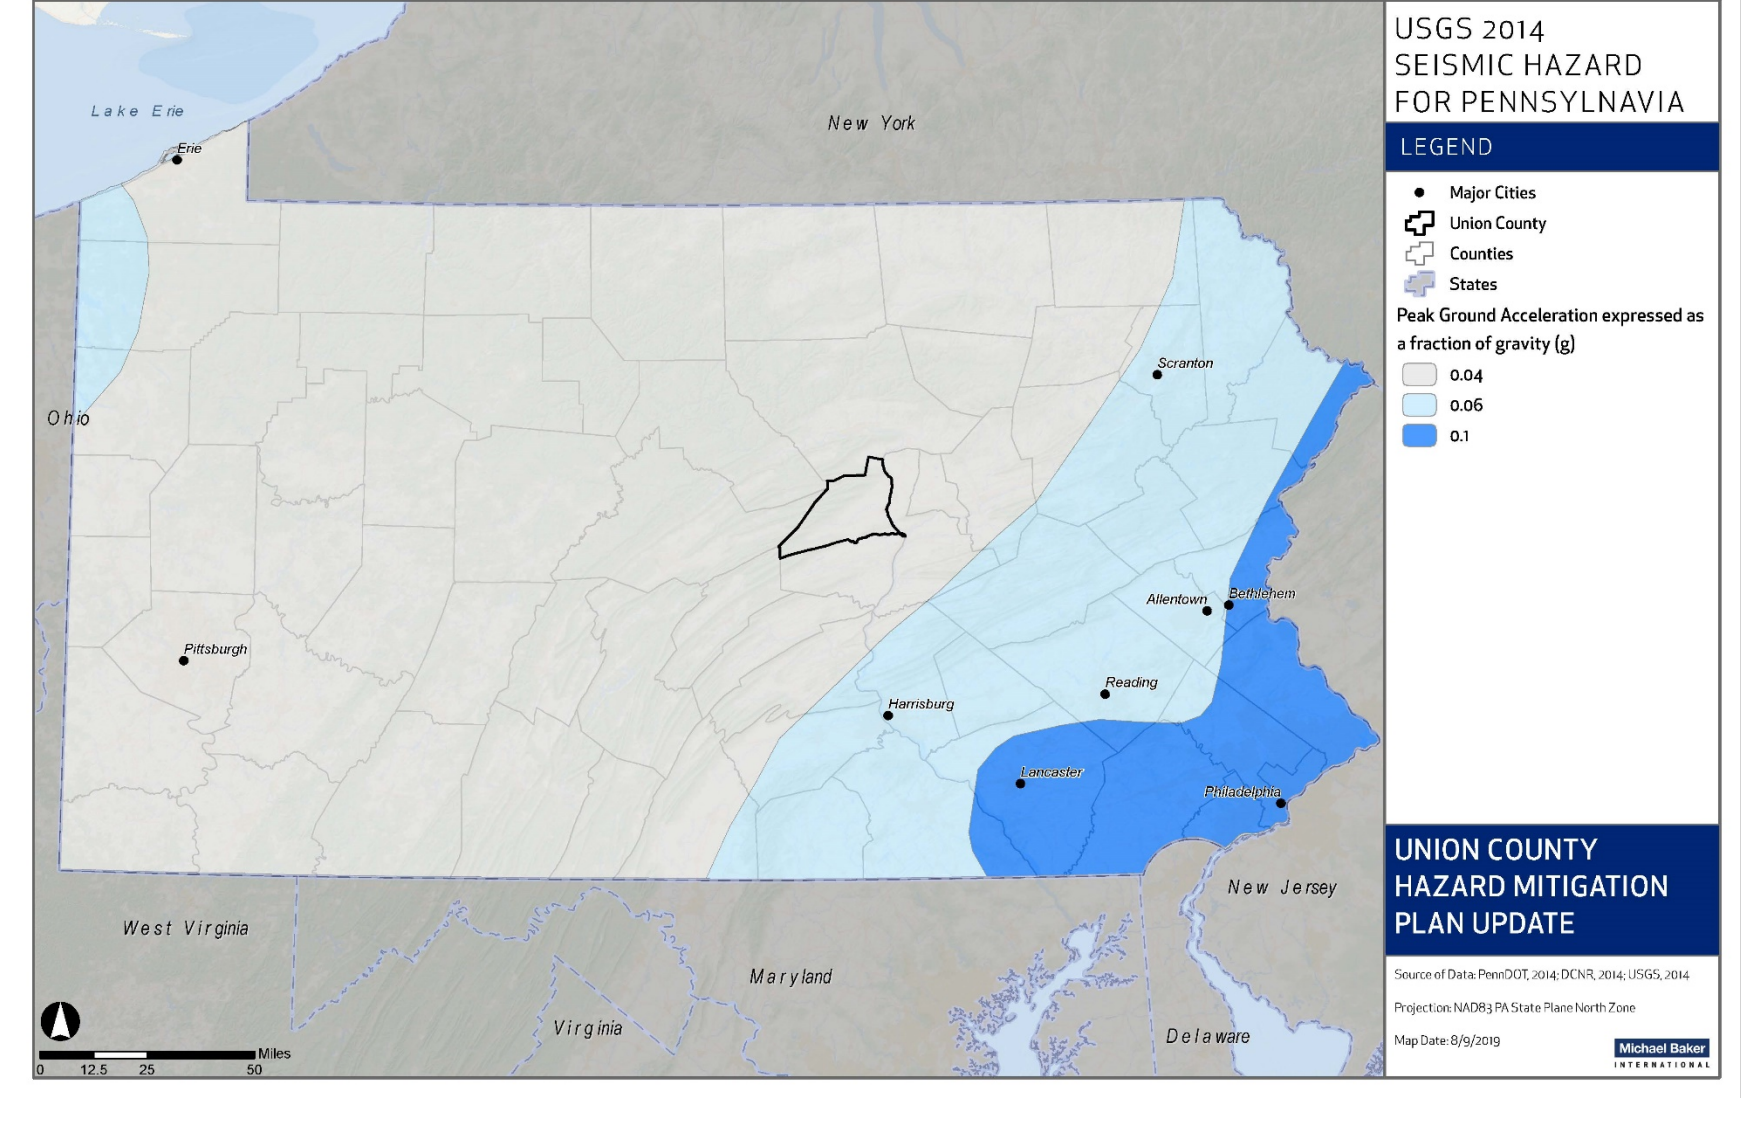 USGS 2014
SEISMIC HAZARD
FOR PENNSYLNAVIA
LEGEND
Major Cities
Union County
Counties
States
Peak Ground Acceleration expressed as
a fraction of gravity (g)
0.04
0.06
0.1
UNION COUNTY
HAZARD MITIGATION
PLAN UPDATE
Source of Data: PennDOT, 2014; DCNR, 2014; USGS, 2014
Projection: NAD83 PA State Plane North Zone
Map Date: 8/9/2019
Michael Baker
INTERNATIONAL
Lake Erie
New York
Erie
Scranton
Ohio
Allentown
Bethlehem
Pittsburgh
Reading
Harrisburg
Lancaster
Philadelphia
New Jersey
West Virginia
Maryland
Virginia
Delaware
Miles
0 12.5 25 50